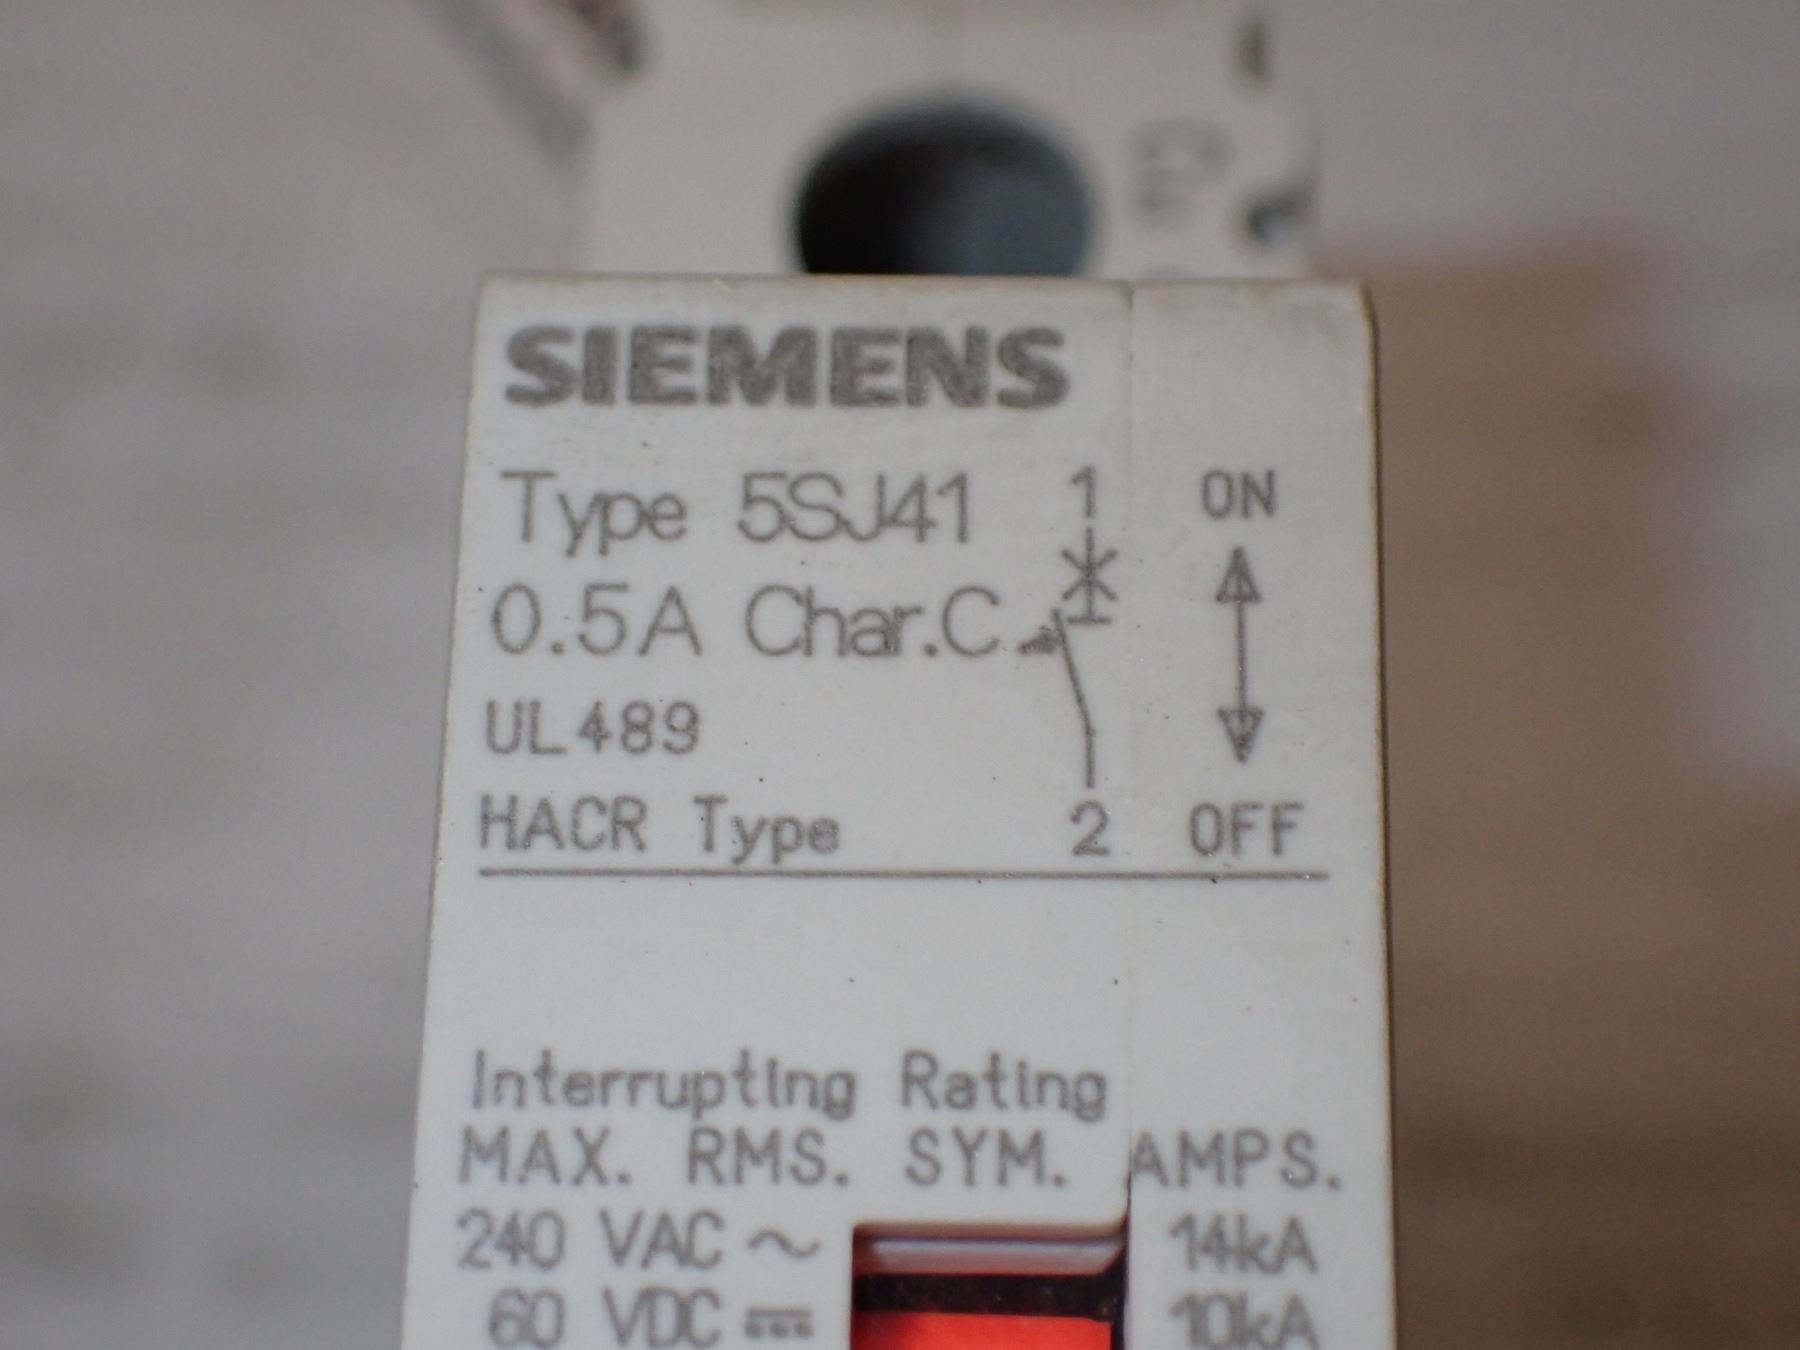 SIEMENS
Type 5SJ41 1 ON
0.5A Char.C
UL489
HACR Type 2 OFF
Interrupting Rating
MAX. RMS. SYM. AMPS.
240 VAC ~ 14kA
60 VDC ⎓ 10kA